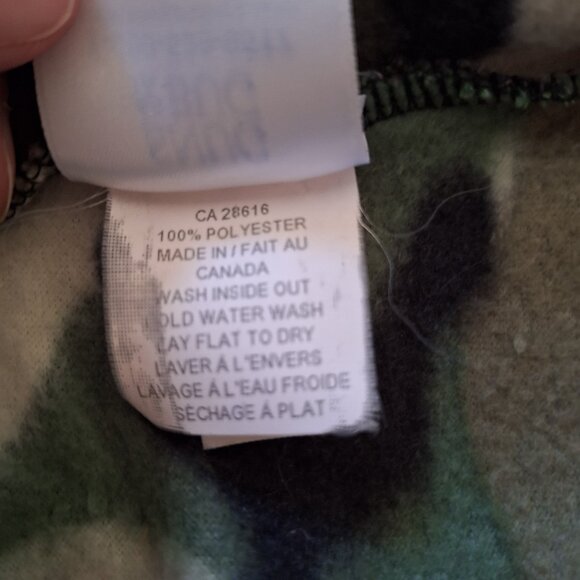 CA 28616
100% POLYESTER
MADE IN / FAIT AU
CANADA
WASH INSIDE OUT
OLD WATER WASH
LAY FLAT TO DRY
LAVER À L'ENVERS
LAVAGE À L'EAU FROIDE
SÉCHAGE À PLAT